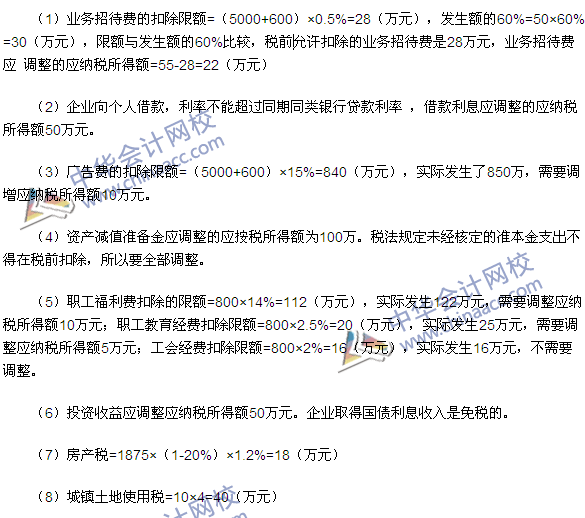 （1）业务招待费的扣除限额=（5000+600）×0.5%=28（万元），发生额的60%=50×60%
=30（万元），限额与发生额的60%比较，税前允许扣除的业务招待费是28万元，业务招待费
应 调整的应纳税所得额=55-28=22（万元）
（2）企业向个人借款，利率不能超过同期同类银行贷款利率 ，借款利息应调整的应纳税
所得额50万元。
（3）广告费的扣除限额=（5000+600）×15%=840（万元），实际发生了850万，需要调
增应纳税所得额10万元。
（4）资产减值准备金应调整的应按税所得额为100万。税法规定未经核定的准本金支出不
得在税前扣除，所以要全部调整。
（5）职工福利费扣除的限额=800×14%=112（万元），实际发生122万元，需要调整应纳
税所得额10万元；职工教育经费扣除限额=800×2.5%=20（万元），实际发生25万元，需要调
整应纳税所得额5万元；工会经费扣除限额=800×2%=16（万元），实际发生16万元，不需要
调整。
（6）投资收益应调整应纳税所得额50万元。企业取得国债利息收入是免税的。
（7）房产税=1875×（1-20%）×1.2%=18（万元）
（8）城镇土地使用税=10×4=40（万元）
中华会计网校
www.chinaacc.com
中华会计网校
www.chinaacc.com